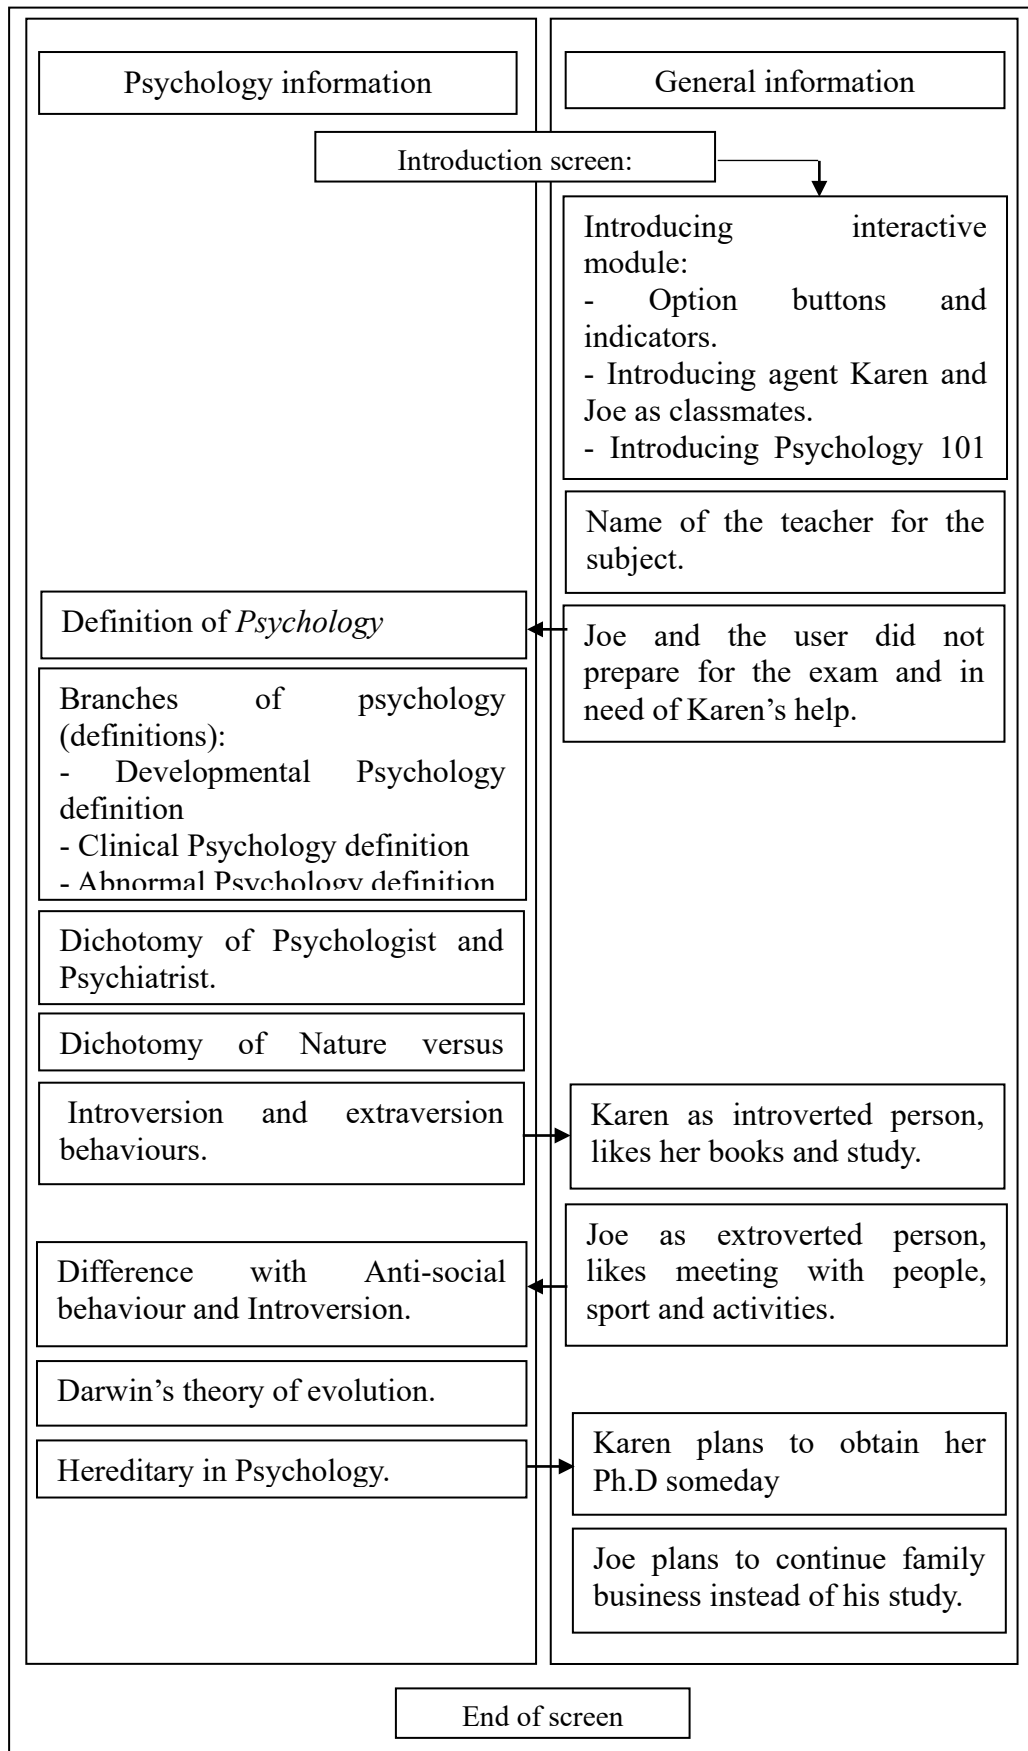 Psychology information
General information
Introduction screen:
Introducing interactive
module:
- Option buttons and
indicators.
- Introducing agent Karen and
Joe as classmates.
- Introducing Psychology 101
Name of the teacher for the
subject.
Definition of Psychology
Joe and the user did not
prepare for the exam and in
need of Karen’s help.
Branches of psychology
(definitions):
- Developmental Psychology
definition
- Clinical Psychology definition
- Abnormal Psychology definition
Dichotomy of Psychologist and
Psychiatrist.
Dichotomy of Nature versus
Introversion and extraversion
behaviours.
Karen as introverted person,
likes her books and study.
Joe as extroverted person,
likes meeting with people,
sport and activities.
Difference with Anti-social
behaviour and Introversion.
Darwin’s theory of evolution.
Hereditary in Psychology.
Karen plans to obtain her
Ph.D someday
Joe plans to continue family
business instead of his study.
End of screen